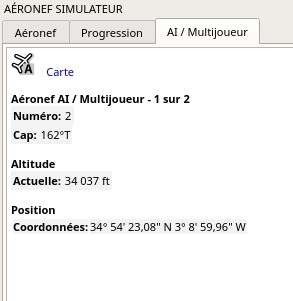 AÉRONEF SIMULATEUR
Aéronef Progression AI / Multijoueur
A Carte
Aéronef AI / Multijoueur - 1 sur 2
Numéro: 2
Cap: 162°T
Altitude
Actuelle: 34 037 ft
Position
Coordonnées: 34° 54' 23,08" N 3° 8' 59,96" W